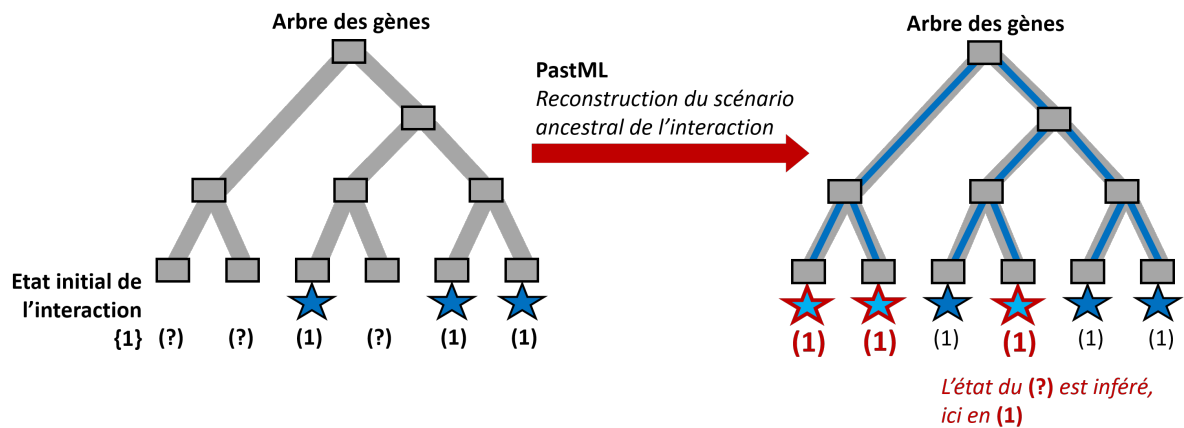 Arbre des gènes
PastML
Reconstruction du scénario
ancestral de l'interaction
Etat initial de
l'interaction
{1} (?) (?) (1) (?) (1) (1)
Arbre des gènes
(1) (1) (1) (1) (1) (1)
L'état du (?) est inféré,
ici en (1)